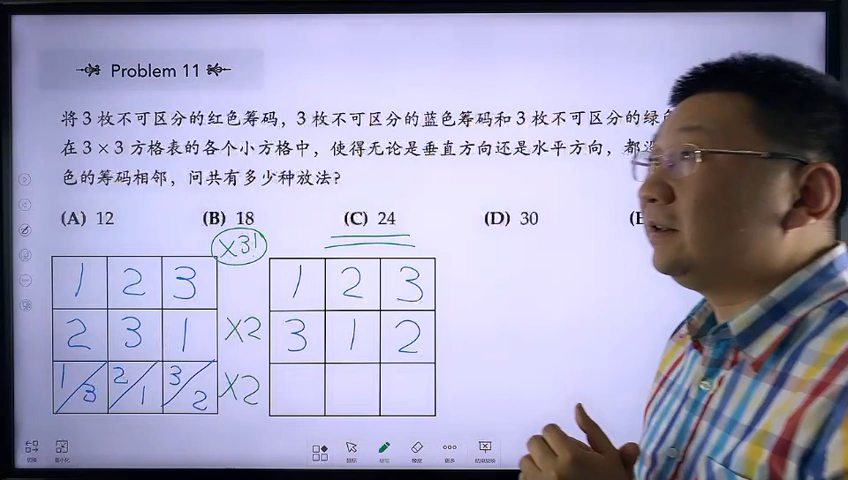 Problem 11
将 3 枚不可区分的红色筹码，3 枚不可区分的蓝色筹码和 3 枚不可区分的绿
在 3 × 3 方格表的各个小方格中，使得无论是垂直方向还是水平方向，都
色的筹码相邻，问共有多少种放法？
(A) 12 (B) 18 (C) 24 (D) 30
×3!
1 2 3
2 3 1 ×2
1/3 2/1 3/2 ×2
1 2 3
3 1 2